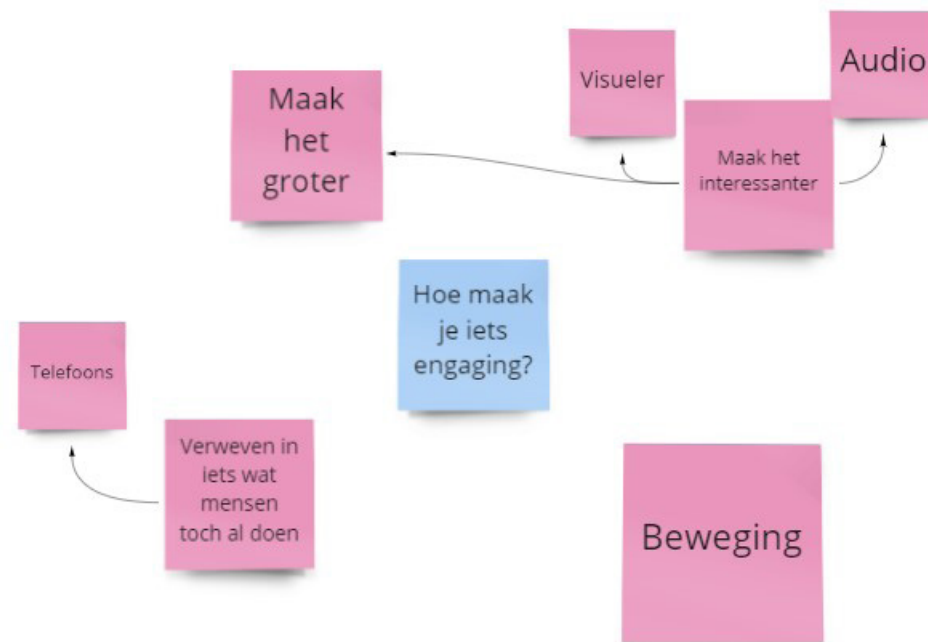 Maak
het
groter
Visueler
Audio
Maak het
interessanter
Hoe maak
je iets
engaging?
Telefoons
Verweven in
iets wat
mensen
toch al doen
Beweging